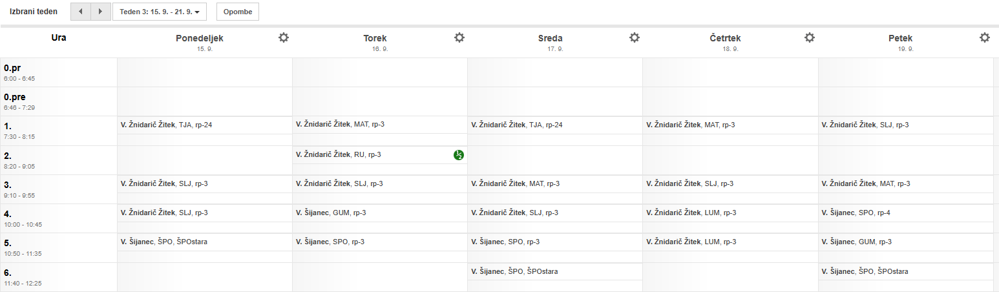 Izbrani teden Teden 3: 15. 9. - 21. 9. Opombe
Ura Ponedeljek Torek Sreda Četrtek Petek
15. 9. 16. 9. 17. 9. 18. 9. 19. 9.
0.pr
6:00 - 6:45
0.pre
6:46 - 7:29
1. V. Žnidarič Žitek, TJA, rp-24 V. Žnidarič Žitek, MAT, rp-3 V. Žnidarič Žitek, TJA, rp-24 V. Žnidarič Žitek, MAT, rp-3 V. Žnidarič Žitek, SLJ, rp-3
7:30 - 8:15
2. V. Žnidarič Žitek, RU, rp-3 1/2
8:20 - 9:05
3. V. Žnidarič Žitek, SLJ, rp-3 V. Žnidarič Žitek, SLJ, rp-3 V. Žnidarič Žitek, MAT, rp-3 V. Žnidarič Žitek, SLJ, rp-3 V. Žnidarič Žitek, MAT, rp-3
9:10 - 9:55
4. V. Žnidarič Žitek, SLJ, rp-3 V. Šijanec, GUM, rp-3 V. Žnidarič Žitek, SLJ, rp-3 V. Žnidarič Žitek, LUM, rp-3 V. Šijanec, SPO, rp-4
10:00 - 10:45
5. V. Šijanec, ŠPO, ŠPOstara V. Šijanec, SPO, rp-3 V. Šijanec, SPO, rp-3 V. Žnidarič Žitek, LUM, rp-3 V. Šijanec, GUM, rp-3
10:50 - 11:35
6. V. Šijanec, ŠPO, ŠPOstara V. Šijanec, ŠPO, ŠPOstara
11:40 - 12:25